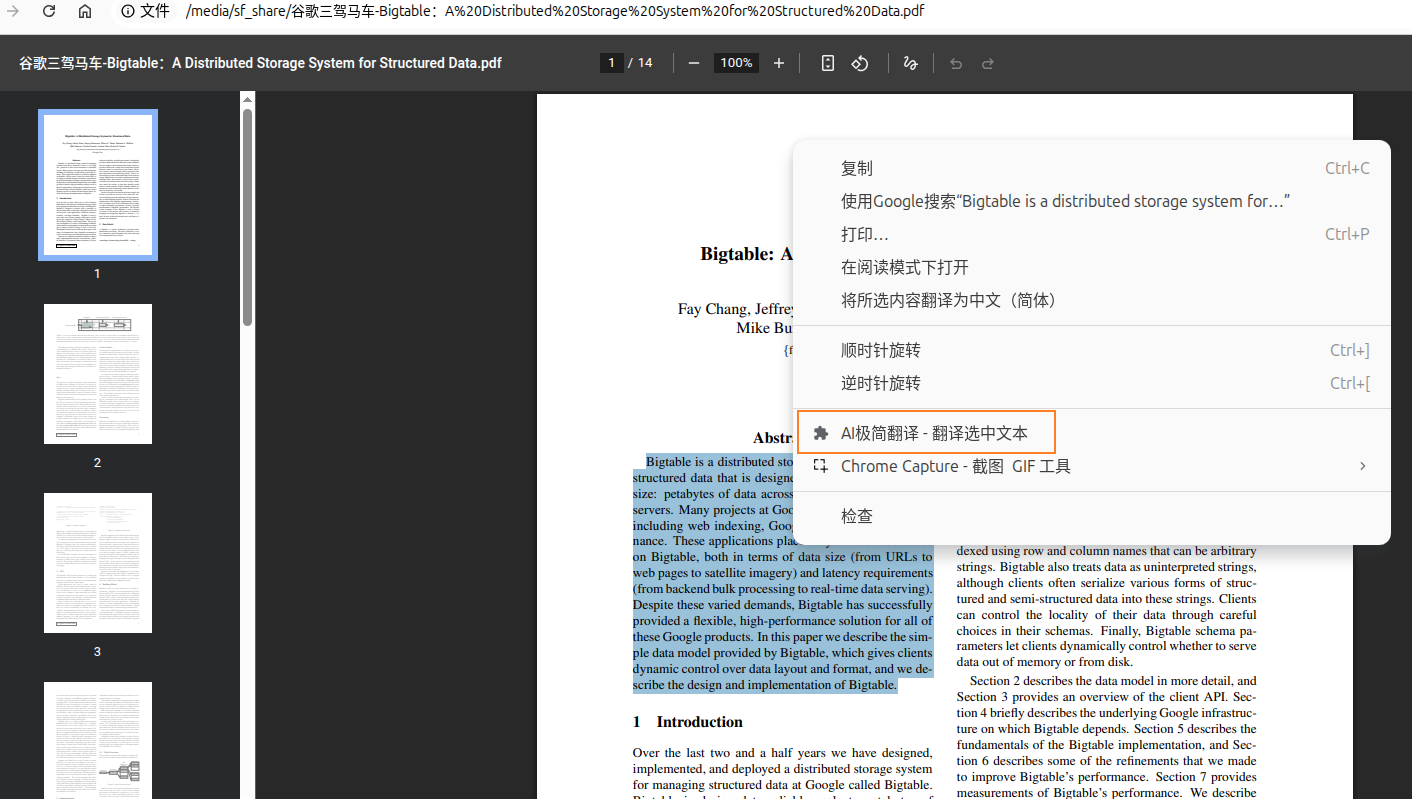 文件 /media/sf_share/谷歌三驾马车-Bigtable：A%20Distributed%20Storage%20System%20for%20Structured%20Data.pdf
谷歌三驾马车-Bigtable：A Distributed Storage System for Structured Data.pdf
1 / 14
100%
1
2
3
Bigtable: A
Fay Chang, Jeffrey
Mike Bu
{f
Abstr
Bigtable is a distributed sto
structured data that is designe
size: petabytes of data across
servers. Many projects at Goo
including web indexing, Goog
nance. These applications plac
on Bigtable, both in terms of data size (from URLs to
web pages to satellite imagery) and latency requirements
(from backend bulk processing to real-time data serving).
Despite these varied demands, Bigtable has successfully
provided a flexible, high-performance solution for all of
these Google products. In this paper we describe the sim-
ple data model provided by Bigtable, which gives clients
dynamic control over data layout and format, and we de-
scribe the design and implementation of Bigtable.
1 Introduction
Over the last two and a half years we have designed,
implemented, and deployed a distributed storage system
for managing structured data at Google called Bigtable.
复制 Ctrl+C
使用Google搜索“Bigtable is a distributed storage system for…”
打印… Ctrl+P
在阅读模式下打开
将所选内容翻译为中文（简体）
顺时针旋转 Ctrl+]
逆时针旋转 Ctrl+[
AI极简翻译 - 翻译选中文本
Chrome Capture - 截图 GIF 工具
检查
dexed using row and column names that can be arbitrary
strings. Bigtable also treats data as uninterpreted strings,
although clients often serialize various forms of struc-
tured and semi-structured data into these strings. Clients
can control the locality of their data through careful
choices in their schemas. Finally, Bigtable schema pa-
rameters let clients dynamically control whether to serve
data out of memory or from disk.
Section 2 describes the data model in more detail, and
Section 3 provides an overview of the client API. Sec-
tion 4 briefly describes the underlying Google infrastruc-
ture on which Bigtable depends. Section 5 describes the
fundamentals of the Bigtable implementation, and Sec-
tion 6 describes some of the refinements that we made
to improve Bigtable's performance. Section 7 provides
measurements of Bigtable's performance. We describe